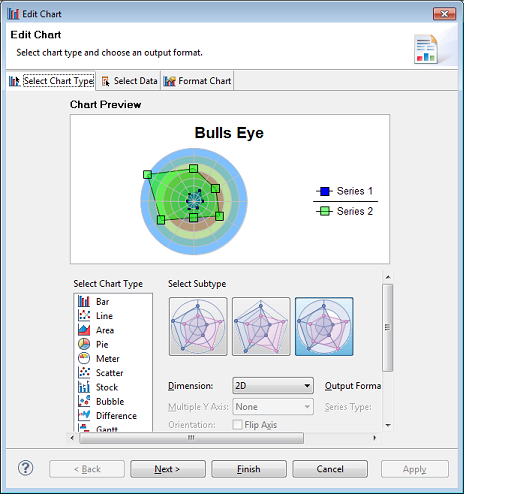 Edit Chart
Edit Chart
Select chart type and choose an output format.
Select Chart Type
Select Data
Format Chart
Chart Preview
Bulls Eye
Series 1
Series 2
Select Chart Type
Select Subtype
Bar
Line
Area
Pie
Meter
Scatter
Stock
Bubble
Difference
Gantt
Dimension:
2D
Output Forma
Multiple Y Axis:
None
Series Type:
Orientation:
Flip Axis
?
< Back
Next >
Finish
Cancel
Apply